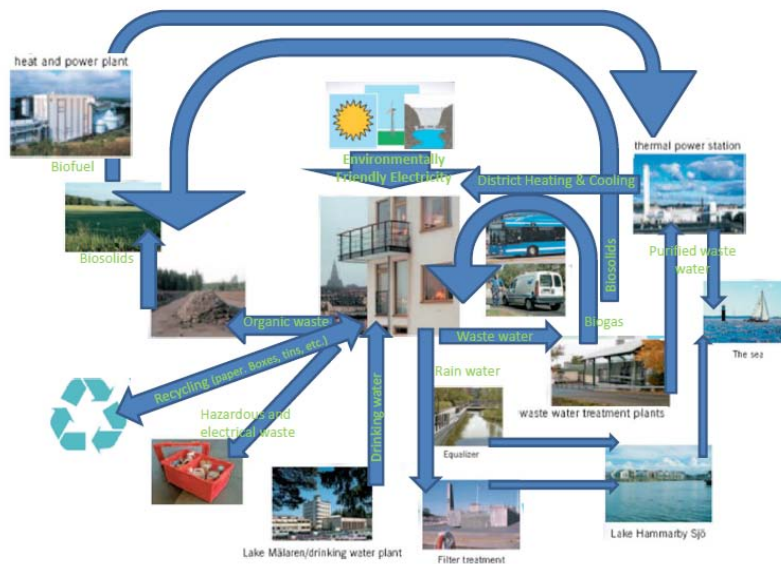 heat and power plant
Biofuel
Environmentally
Friendly Electricity
thermal power station
District Heating & Cooling
Biosolids
Biosolids
Purified waste
water
Organic waste
Waste water
Biogas
The sea
Recycling (paper. Boxes, tins, etc.)
Rain water
Hazardous and
electrical waste
Drinking water
waste water treatment plants
Equalizer
Lake Mälaren/drinking water plant
Filter treatment
Lake Hammarby Sjö